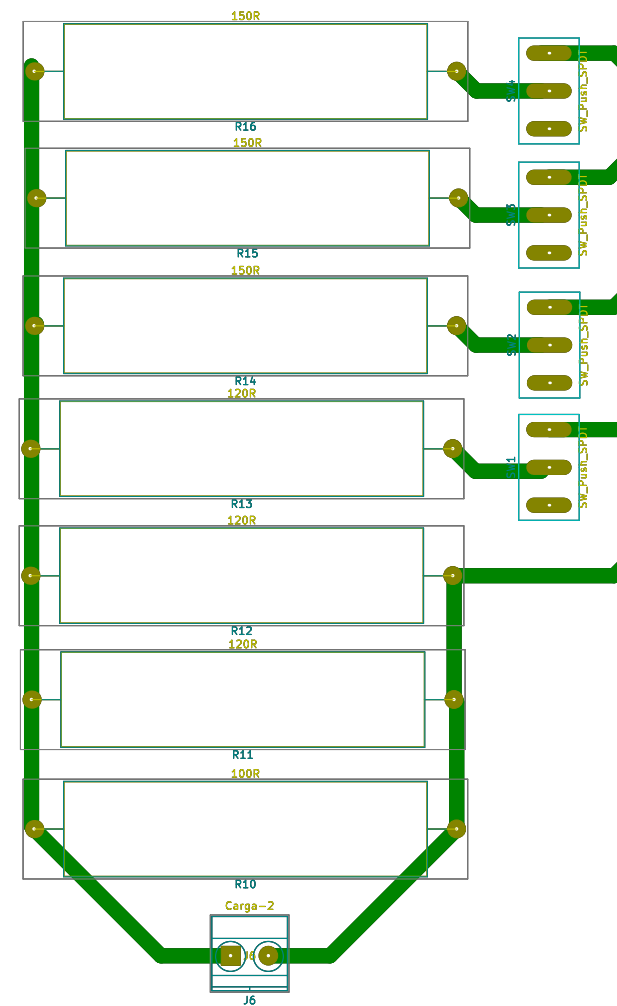 150R
SW4
SW_Push_SPDT
R16
150R
SW3
SW_Push_SPDT
R15
150R
SW2
SW_Push_SPDT
R14
120R
SW1
SW_Push_SPDT
R13
120R
R12
120R
R11
100R
R10
Carga-2
J6
J6